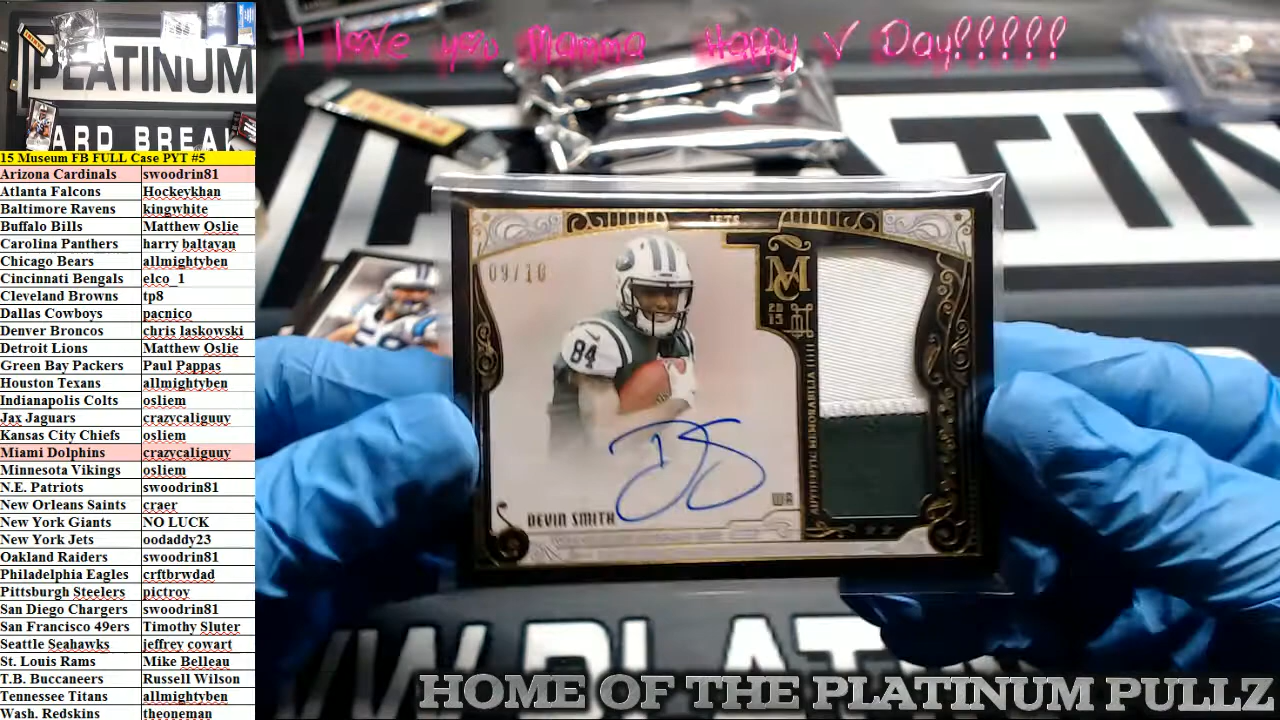 I love you Mamma Happy V Day!!!!!
PLATINUM
ARD BREAK
15 Museum FB FULL Case PYT #5
Arizona Cardinals swoodrin81
Atlanta Falcons Hockeykhan
Baltimore Ravens kingwhite
Buffalo Bills Matthew Oslie
Carolina Panthers harry baltayan
Chicago Bears allmightyben
Cincinnati Bengals elco_1
Cleveland Browns tp8
Dallas Cowboys pacnico
Denver Broncos chris laskowski
Detroit Lions Matthew Oslie
Green Bay Packers Paul Pappas
Houston Texans allmightyben
Indianapolis Colts osliem
Jax Jaguars crazycaliguuy
Kansas City Chiefs osliem
Miami Dolphins crazycaliguuy
Minnesota Vikings osliem
N.E. Patriots swoodrin81
New Orleans Saints craer
New York Giants NO LUCK
New York Jets oodaddy23
Oakland Raiders swoodrin81
Philadelphia Eagles crftbrwdad
Pittsburgh Steelers pictroy
San Diego Chargers swoodrin81
San Francisco 49ers Timothy Sluter
Seattle Seahawks jeffrey cowart
St. Louis Rams Mike Belleau
T.B. Buccaneers Russell Wilson
Tennessee Titans allmightyben
Wash. Redskins theoneman
PLATIN
JETS
09/10
M
2015
84
AUTHENTIC MEMORABILIA
DS
DEVIN SMITH
WR
W PLATIN
HOME OF THE PLATINUM PULLZ